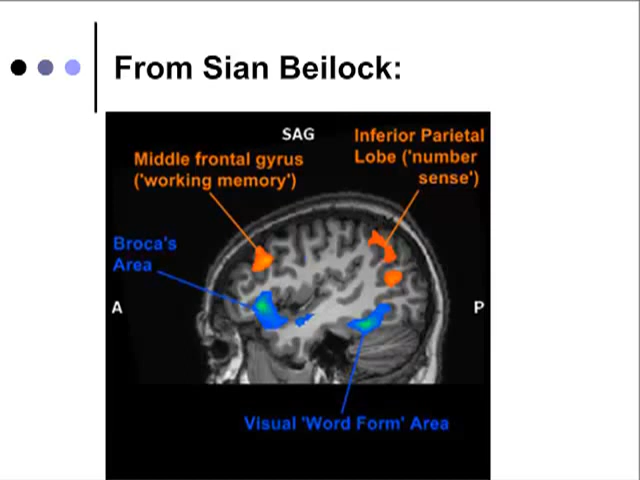 From Sian Beilock:
SAG
Middle frontal gyrus
('working memory')
Inferior Parietal
Lobe ('number
sense')
Broca's
Area
A
P
Visual 'Word Form' Area